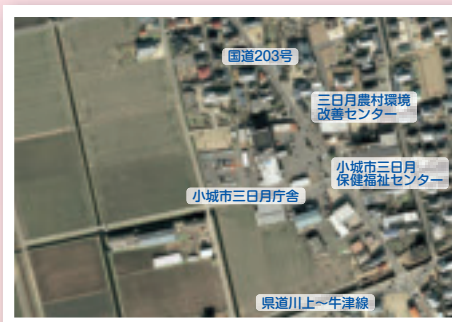 国道203号
三日月農村環境
改善センター
小城市三日月
保健福祉センター
小城市三日月庁舎
県道川上〜牛津線